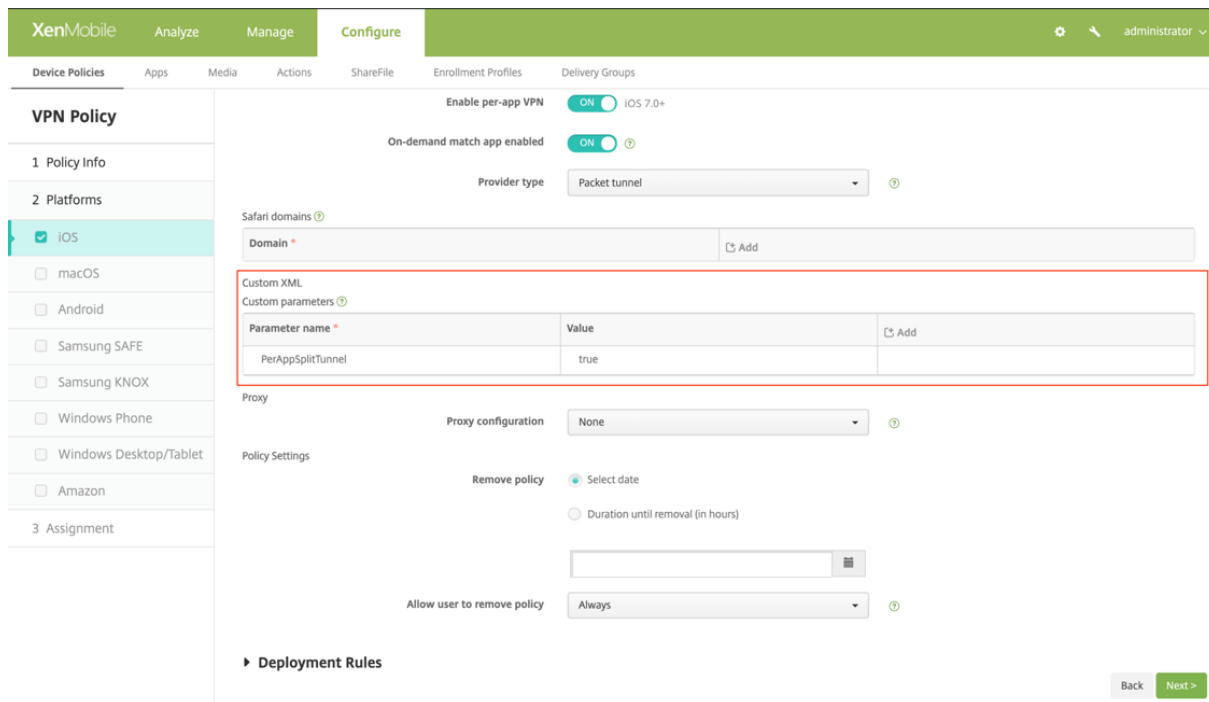 XenMobile Analyze Manage Configure administrator
Device Policies Apps Media Actions ShareFile Enrollment Profiles Delivery Groups
VPN Policy
1 Policy Info
2 Platforms
iOS
macOS
Android
Samsung SAFE
Samsung KNOX
Windows Phone
Windows Desktop/Tablet
Amazon
3 Assignment
Enable per-app VPN ON iOS 7.0+
On-demand match app enabled ON ?
Provider type Packet tunnel ?
Safari domains ?
Domain * Add
Custom XML
Custom parameters ?
Parameter name * Value Add
PerAppSplitTunnel true
Proxy
Proxy configuration None ?
Policy Settings
Remove policy Select date
Duration until removal (in hours)
Allow user to remove policy Always ?
Deployment Rules
Back Next >